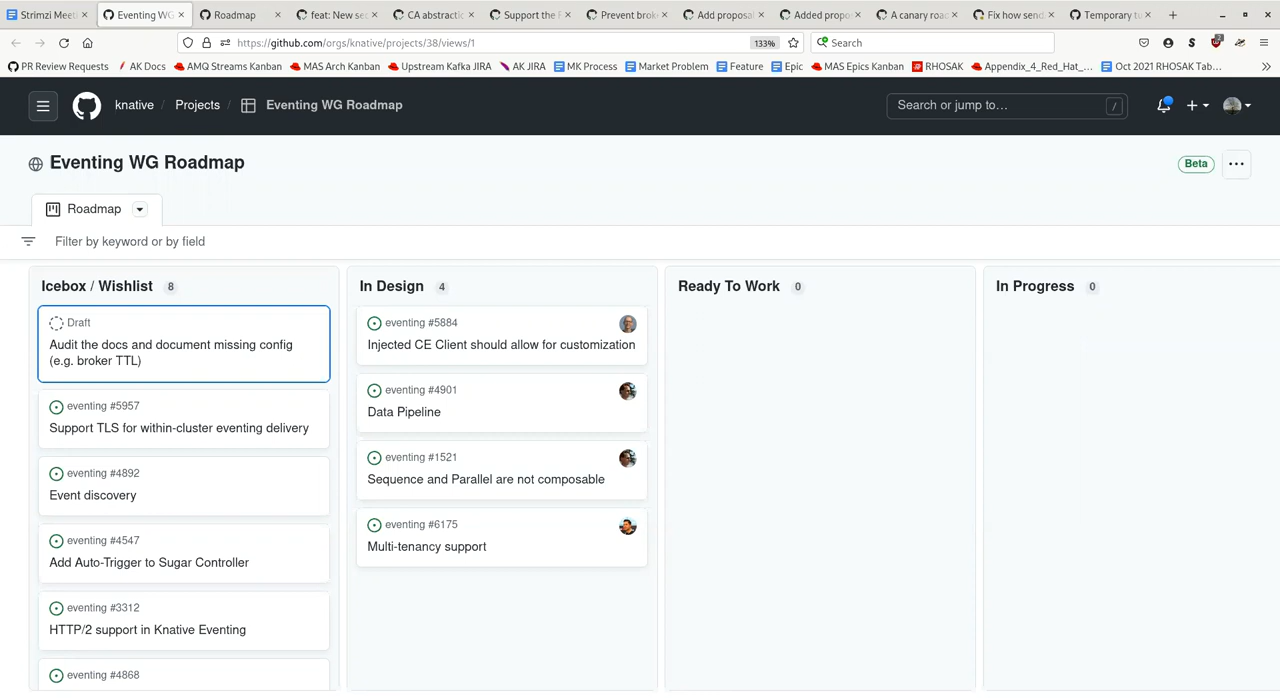 Strimzi Meeti
Eventing WG
Roadmap
feat: New se
CA abstractic
Support the F
Prevent broke
Add proposa
Added propo
A canary roa
Fix how send
Temporary tu
https://github.com/orgs/knative/projects/38/views/1
133%
Search
PR Review Requests
AK Docs
AMQ Streams Kanban
MAS Arch Kanban
Upstream Kafka JIRA
AK JIRA
MK Process
Market Problem
Feature
Epic
MAS Epics Kanban
RHOSAK
Appendix_4_Red_Hat_...
Oct 2021 RHOSAK Tab...
knative / Projects / Eventing WG Roadmap
Search or jump to…
/
Eventing WG Roadmap
Beta
Roadmap
Filter by keyword or by field
Icebox / Wishlist 8
Draft
Audit the docs and document missing config
(e.g. broker TTL)
eventing #5957
Support TLS for within-cluster eventing delivery
eventing #4892
Event discovery
eventing #4547
Add Auto-Trigger to Sugar Controller
eventing #3312
HTTP/2 support in Knative Eventing
eventing #4868
In Design 4
eventing #5884
Injected CE Client should allow for customization
eventing #4901
Data Pipeline
eventing #1521
Sequence and Parallel are not composable
eventing #6175
Multi-tenancy support
Ready To Work 0
In Progress 0